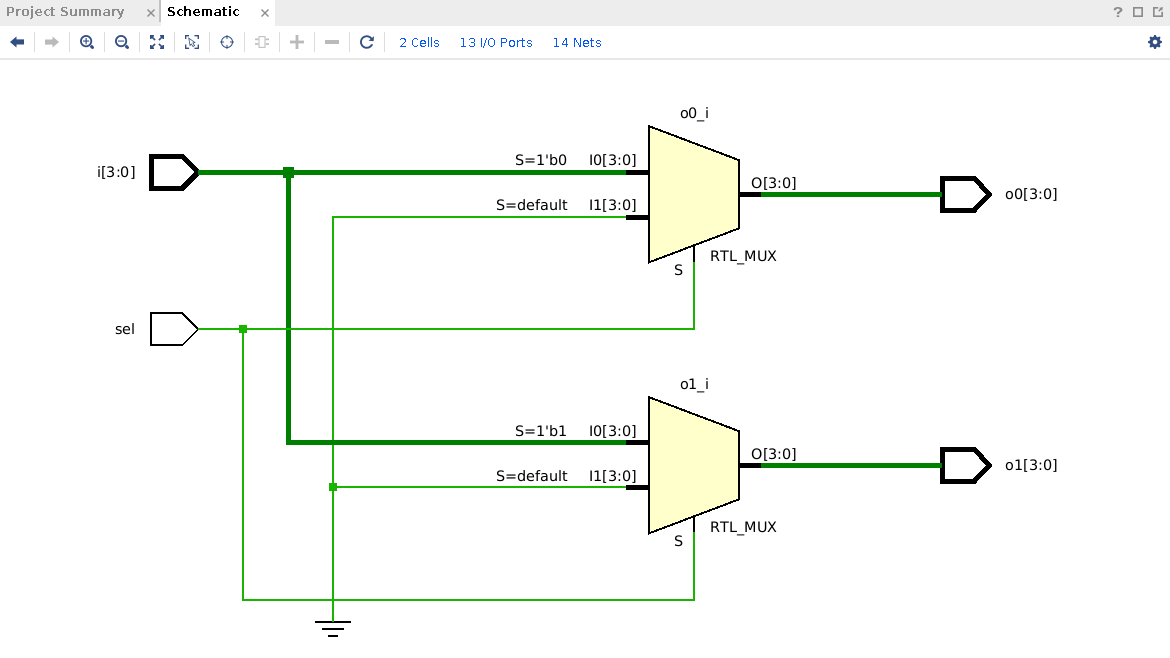 Project Summary × Schematic ×
?
2 Cells 13 I/O Ports 14 Nets
o0_i
i[3:0]
S=1'b0 I0[3:0]
O[3:0]
o0[3:0]
S=default I1[3:0]
S
RTL_MUX
sel
o1_i
S=1'b1 I0[3:0]
O[3:0]
o1[3:0]
S=default I1[3:0]
S
RTL_MUX